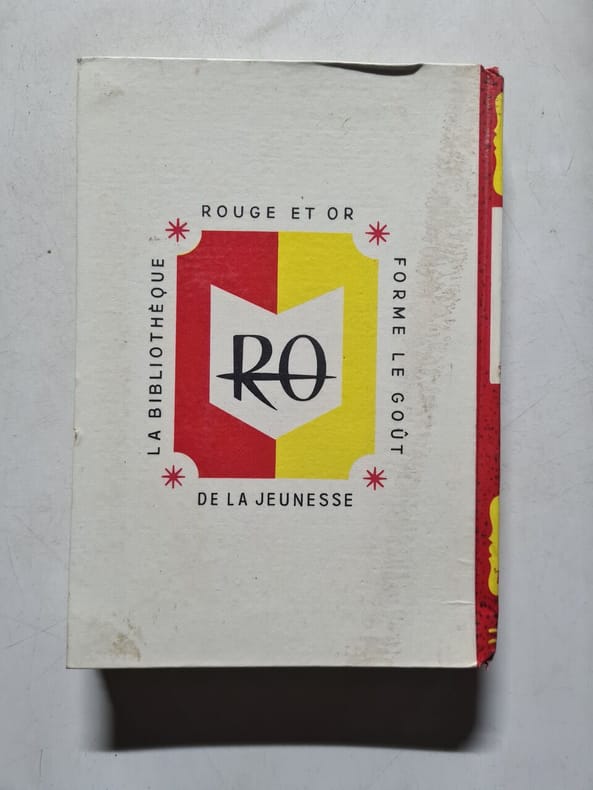 LA BIBLIOTHÈQUE
ROUGE ET OR
FORME LE GOÛT
DE LA JEUNESSE
RO